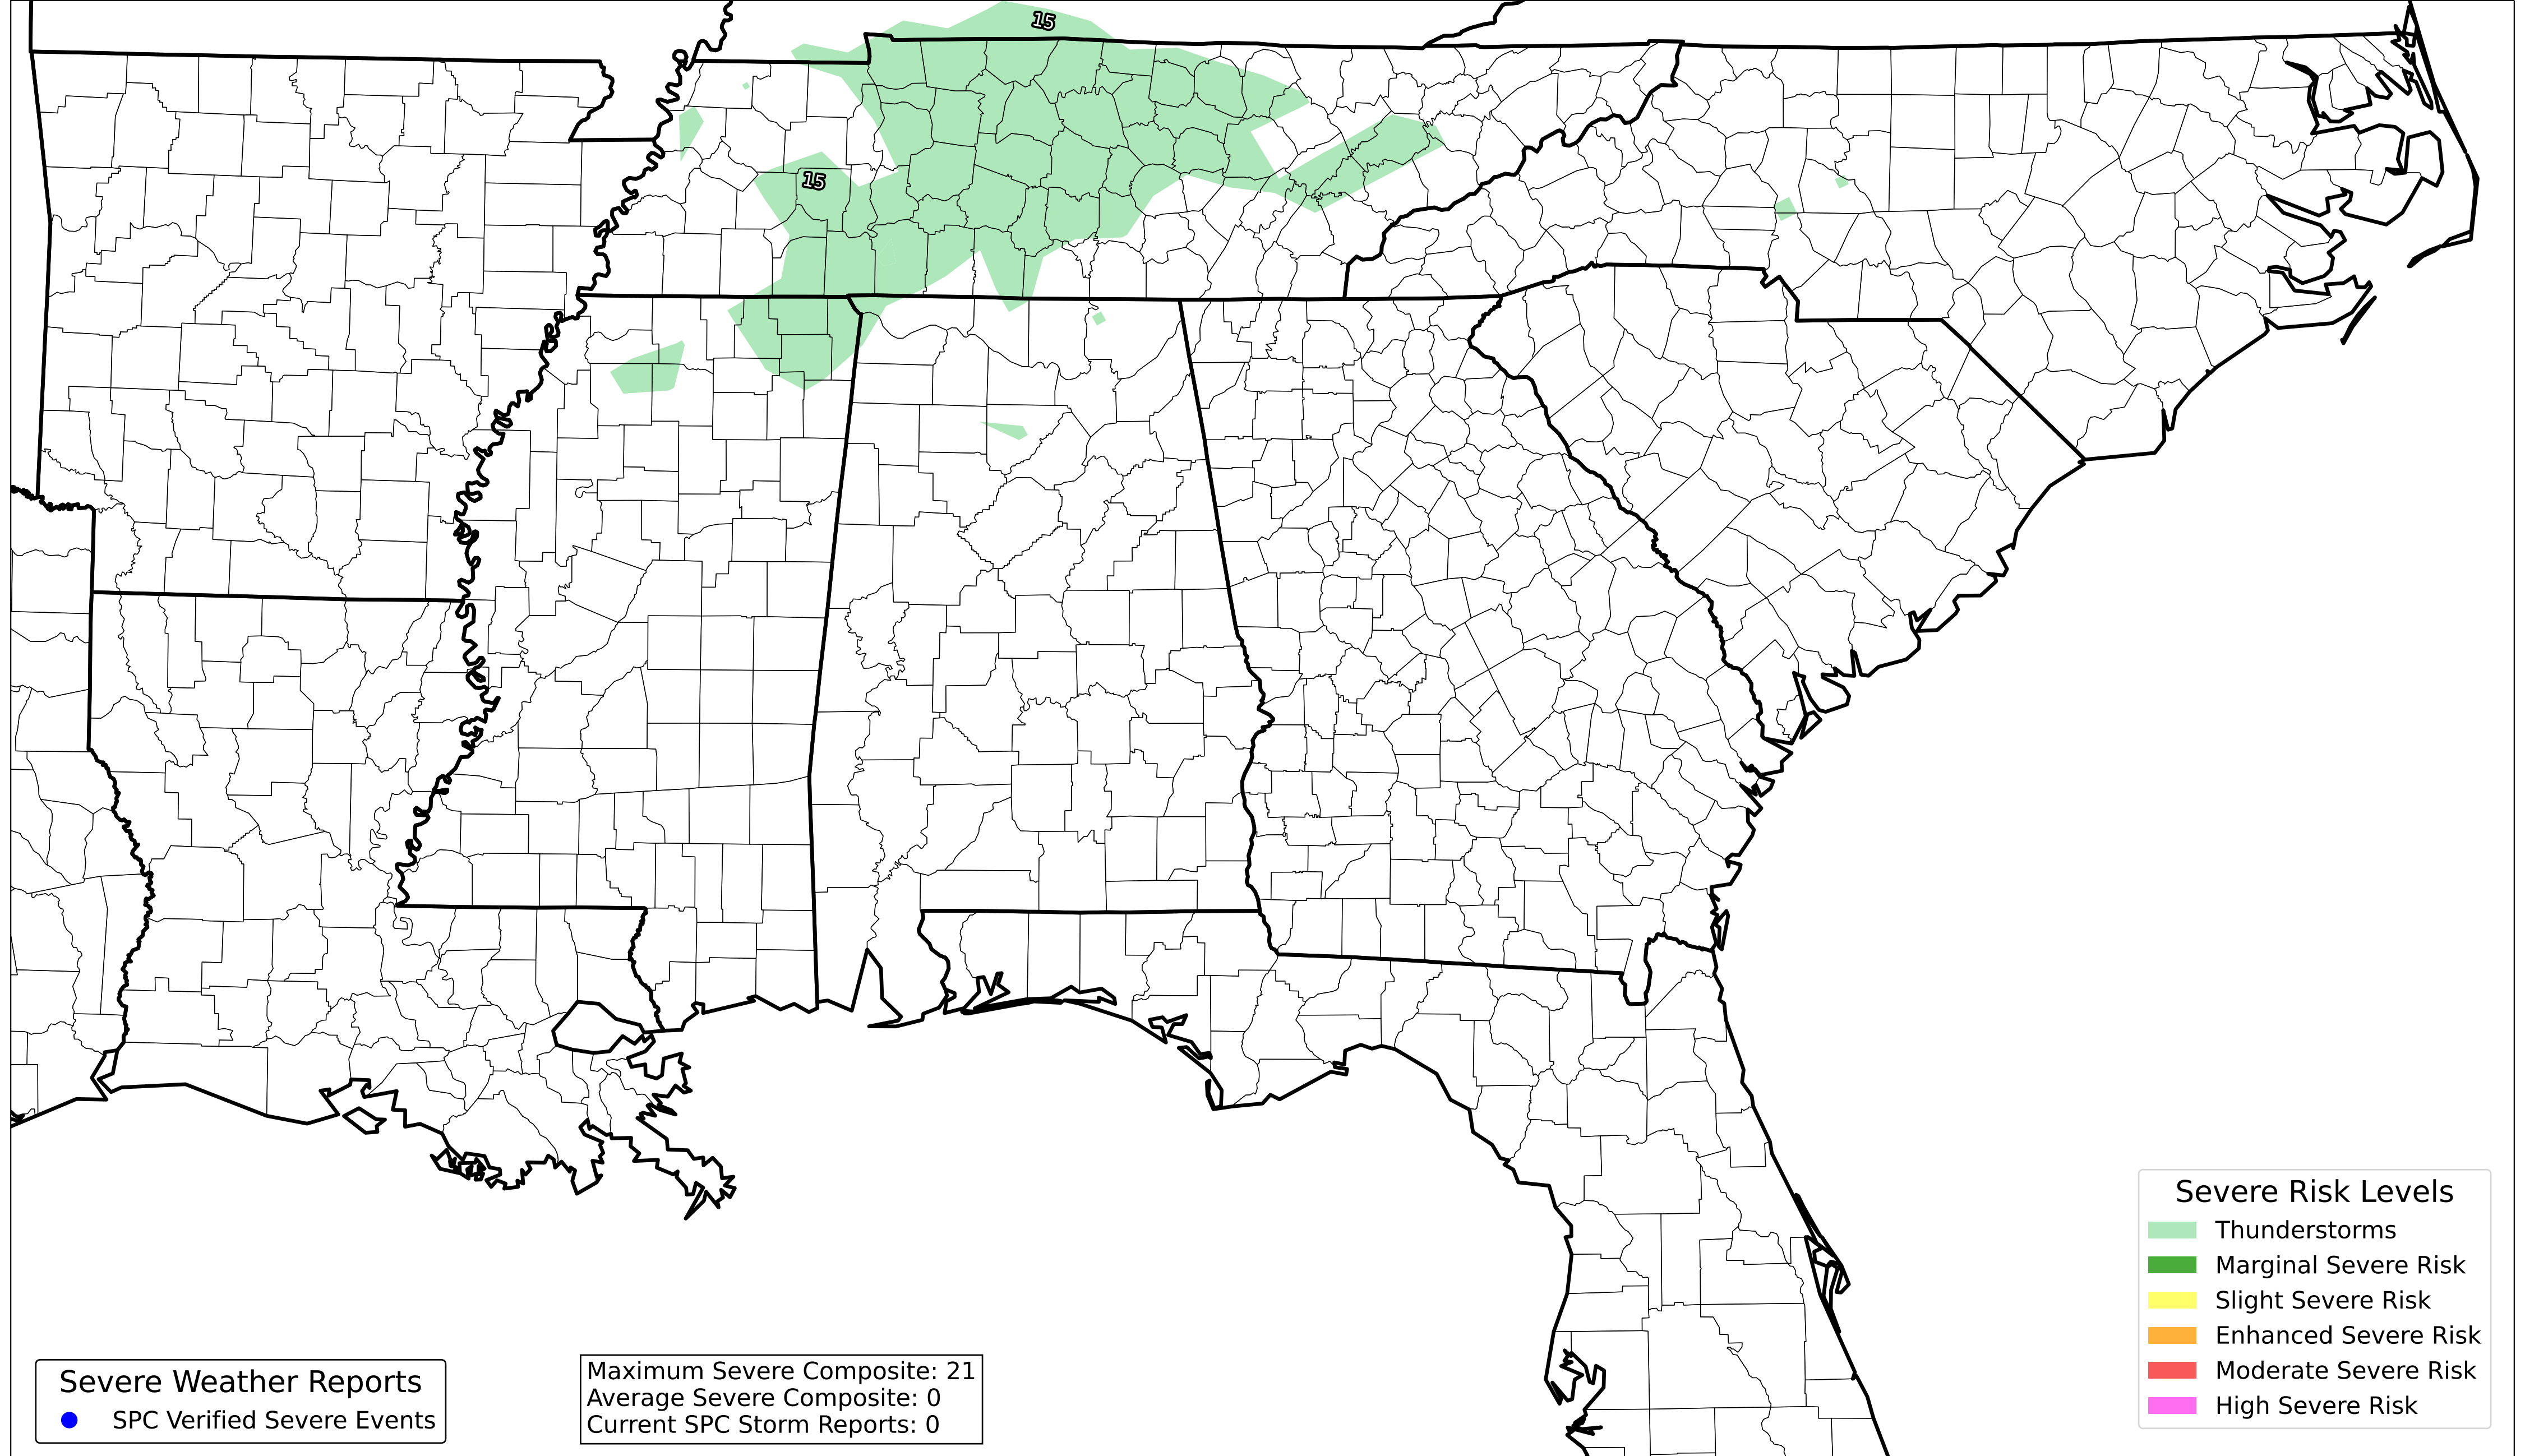 15
15
Severe Weather Reports
SPC Verified Severe Events
Maximum Severe Composite: 21
Average Severe Composite: 0
Current SPC Storm Reports: 0
Severe Risk Levels
Thunderstorms
Marginal Severe Risk
Slight Severe Risk
Enhanced Severe Risk
Moderate Severe Risk
High Severe Risk